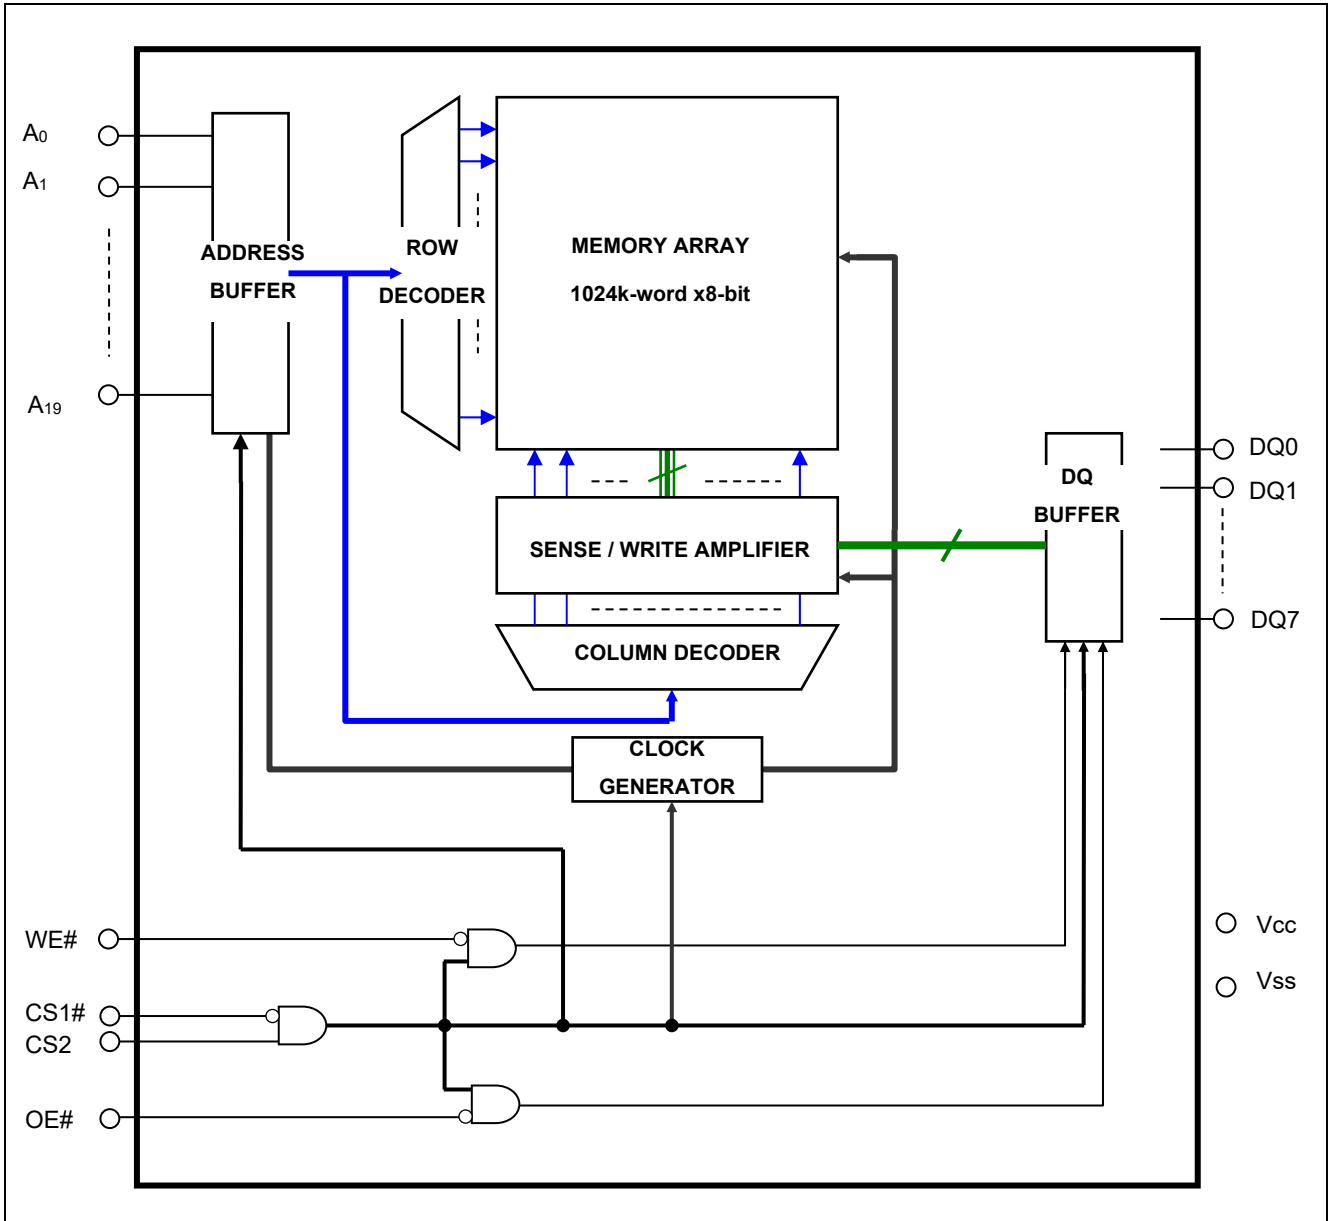 A0
A1
A19
ADDRESS
BUFFER
ROW
DECODER
MEMORY ARRAY
1024k-word x8-bit
SENSE / WRITE AMPLIFIER
COLUMN DECODER
CLOCK
GENERATOR
DQ
BUFFER
DQ0
DQ1
DQ7
WE#
CS1#
CS2
OE#
Vcc
Vss